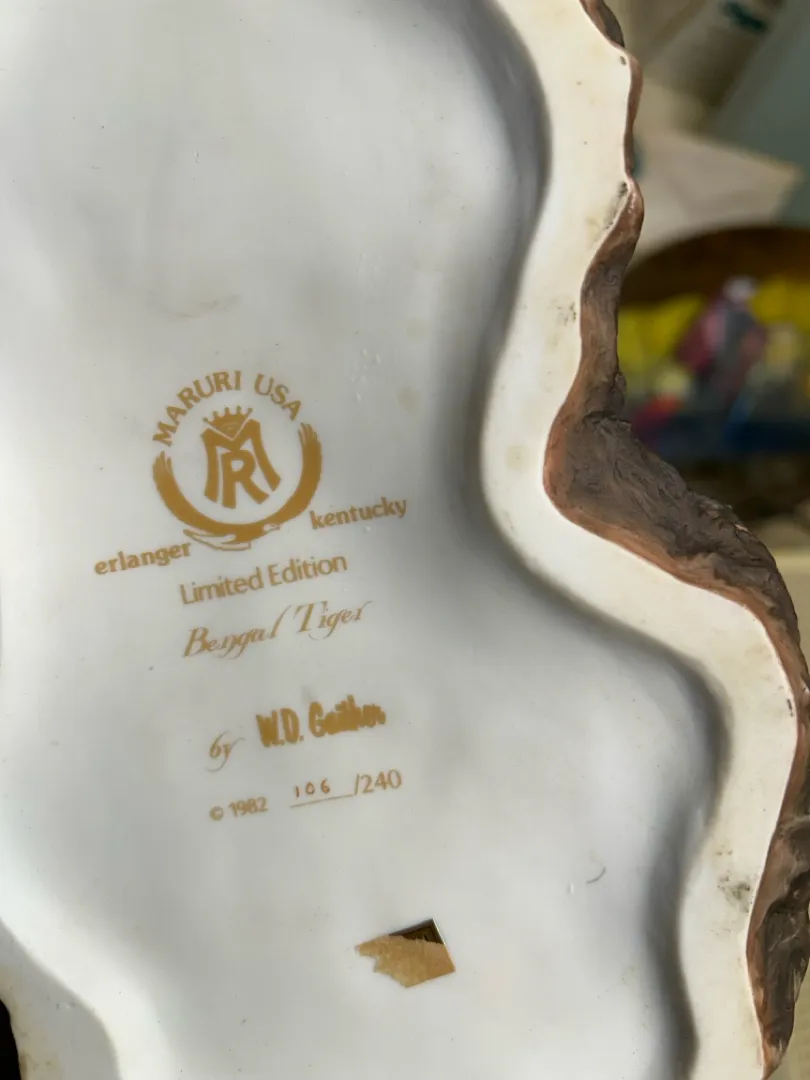 MARURI USA
MR
erlanger kentucky
Limited Edition
Bengal Tiger
by W.D. Gaither
© 1982 106/240